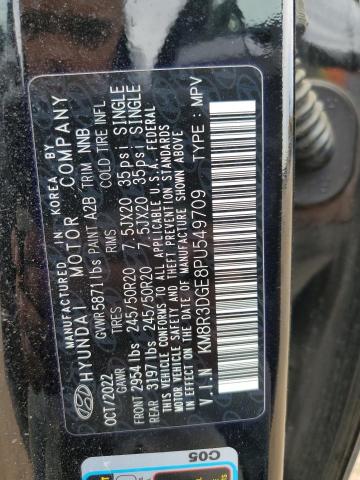 MANUFACTURED IN KOREA BY
HYUNDAI MOTOR COMPANY
OCT/2022 GVWR 5871 lbs PAINT A2B TRIM NNB
GAWR TIRES RIMS COLD TIRE INFL.
FRONT 2954 lbs 245/50R20 7.5JX20 35psi SINGLE
REAR 3197 lbs 245/50R20 7.5JX20 35psi SINGLE
THIS VEHICLE CONFORMS TO ALL APPLICABLE U.S.A. FEDERAL
MOTOR VEHICLE SAFETY AND THEFT PREVENTION STANDARDS
IN EFFECT ON THE DATE OF MANUFACTURE SHOWN ABOVE.
V.I.N : KM8R3DGE8PU549709 TYPE : MPV
C05